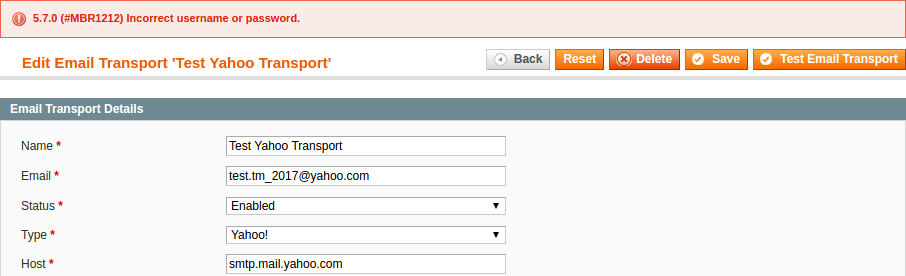 5.7.0 (#MBR1212) Incorrect username or password.
Edit Email Transport 'Test Yahoo Transport' Back Reset Delete Save Test Email Transport
Email Transport Details
Name * Test Yahoo Transport
Email * test.tm_2017@yahoo.com
Status * Enabled
Type * Yahoo!
Host * smtp.mail.yahoo.com